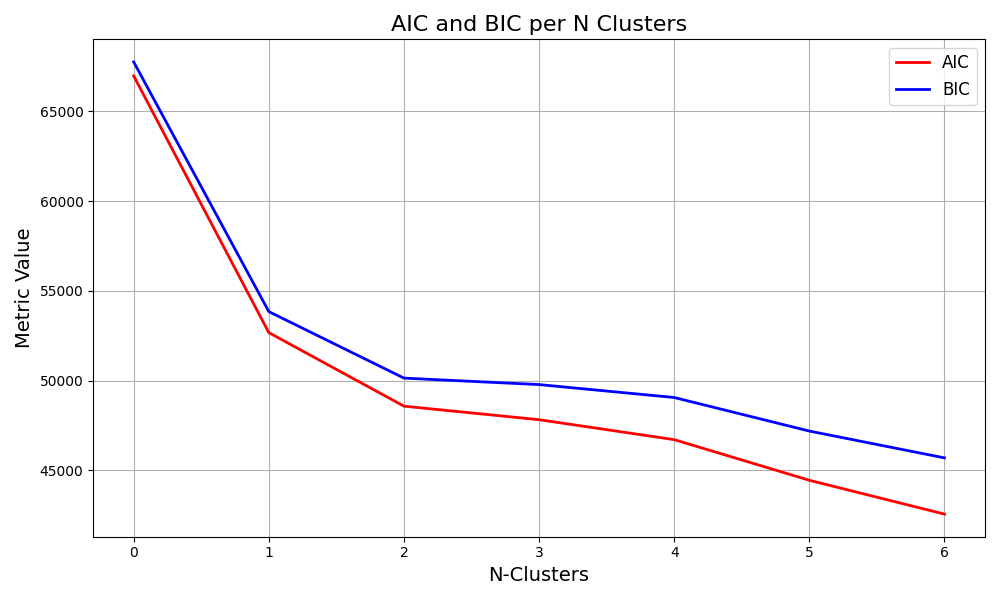 AIC and BIC per N Clusters
AIC
BIC
Metric Value
65000
60000
55000
50000
45000
0 1 2 3 4 5 6
N-Clusters